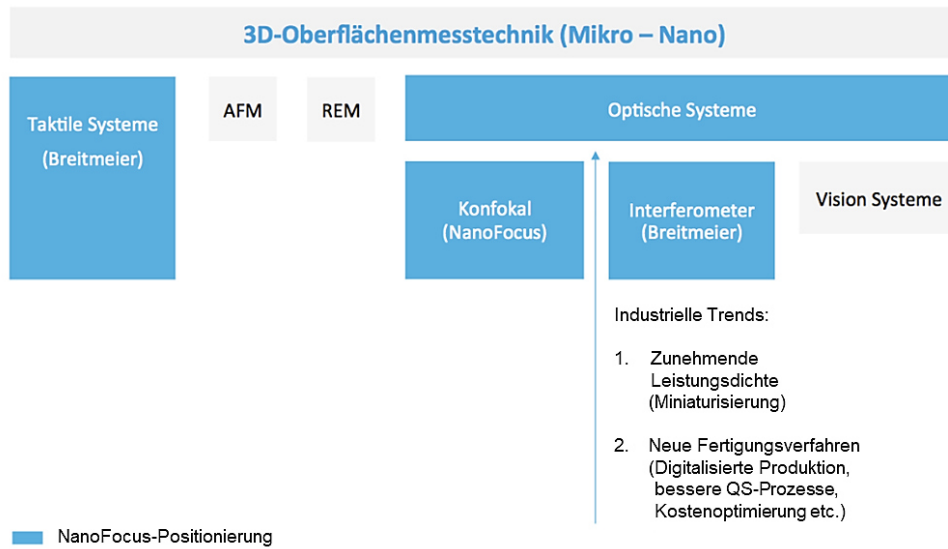 3D-Oberflächenmesstechnik (Mikro – Nano)
Taktile Systeme
(Breitmeier)
AFM
REM
Optische Systeme
Konfokal
(NanoFocus)
Interferometer
(Breitmeier)
Vision Systeme
Industrielle Trends:
1. Zunehmende
Leistungsdichte
(Miniaturisierung)
2. Neue Fertigungsverfahren
(Digitalisierte Produktion,
bessere QS-Prozesse,
Kostenoptimierung etc.)
NanoFocus-Positionierung